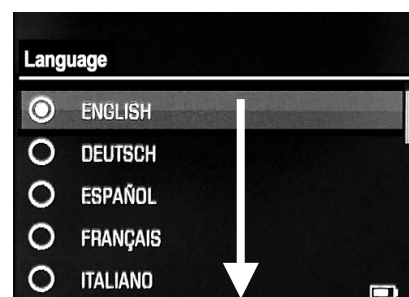 Language
ENGLISH
DEUTSCH
ESPAÑOL
FRANÇAIS
ITALIANO